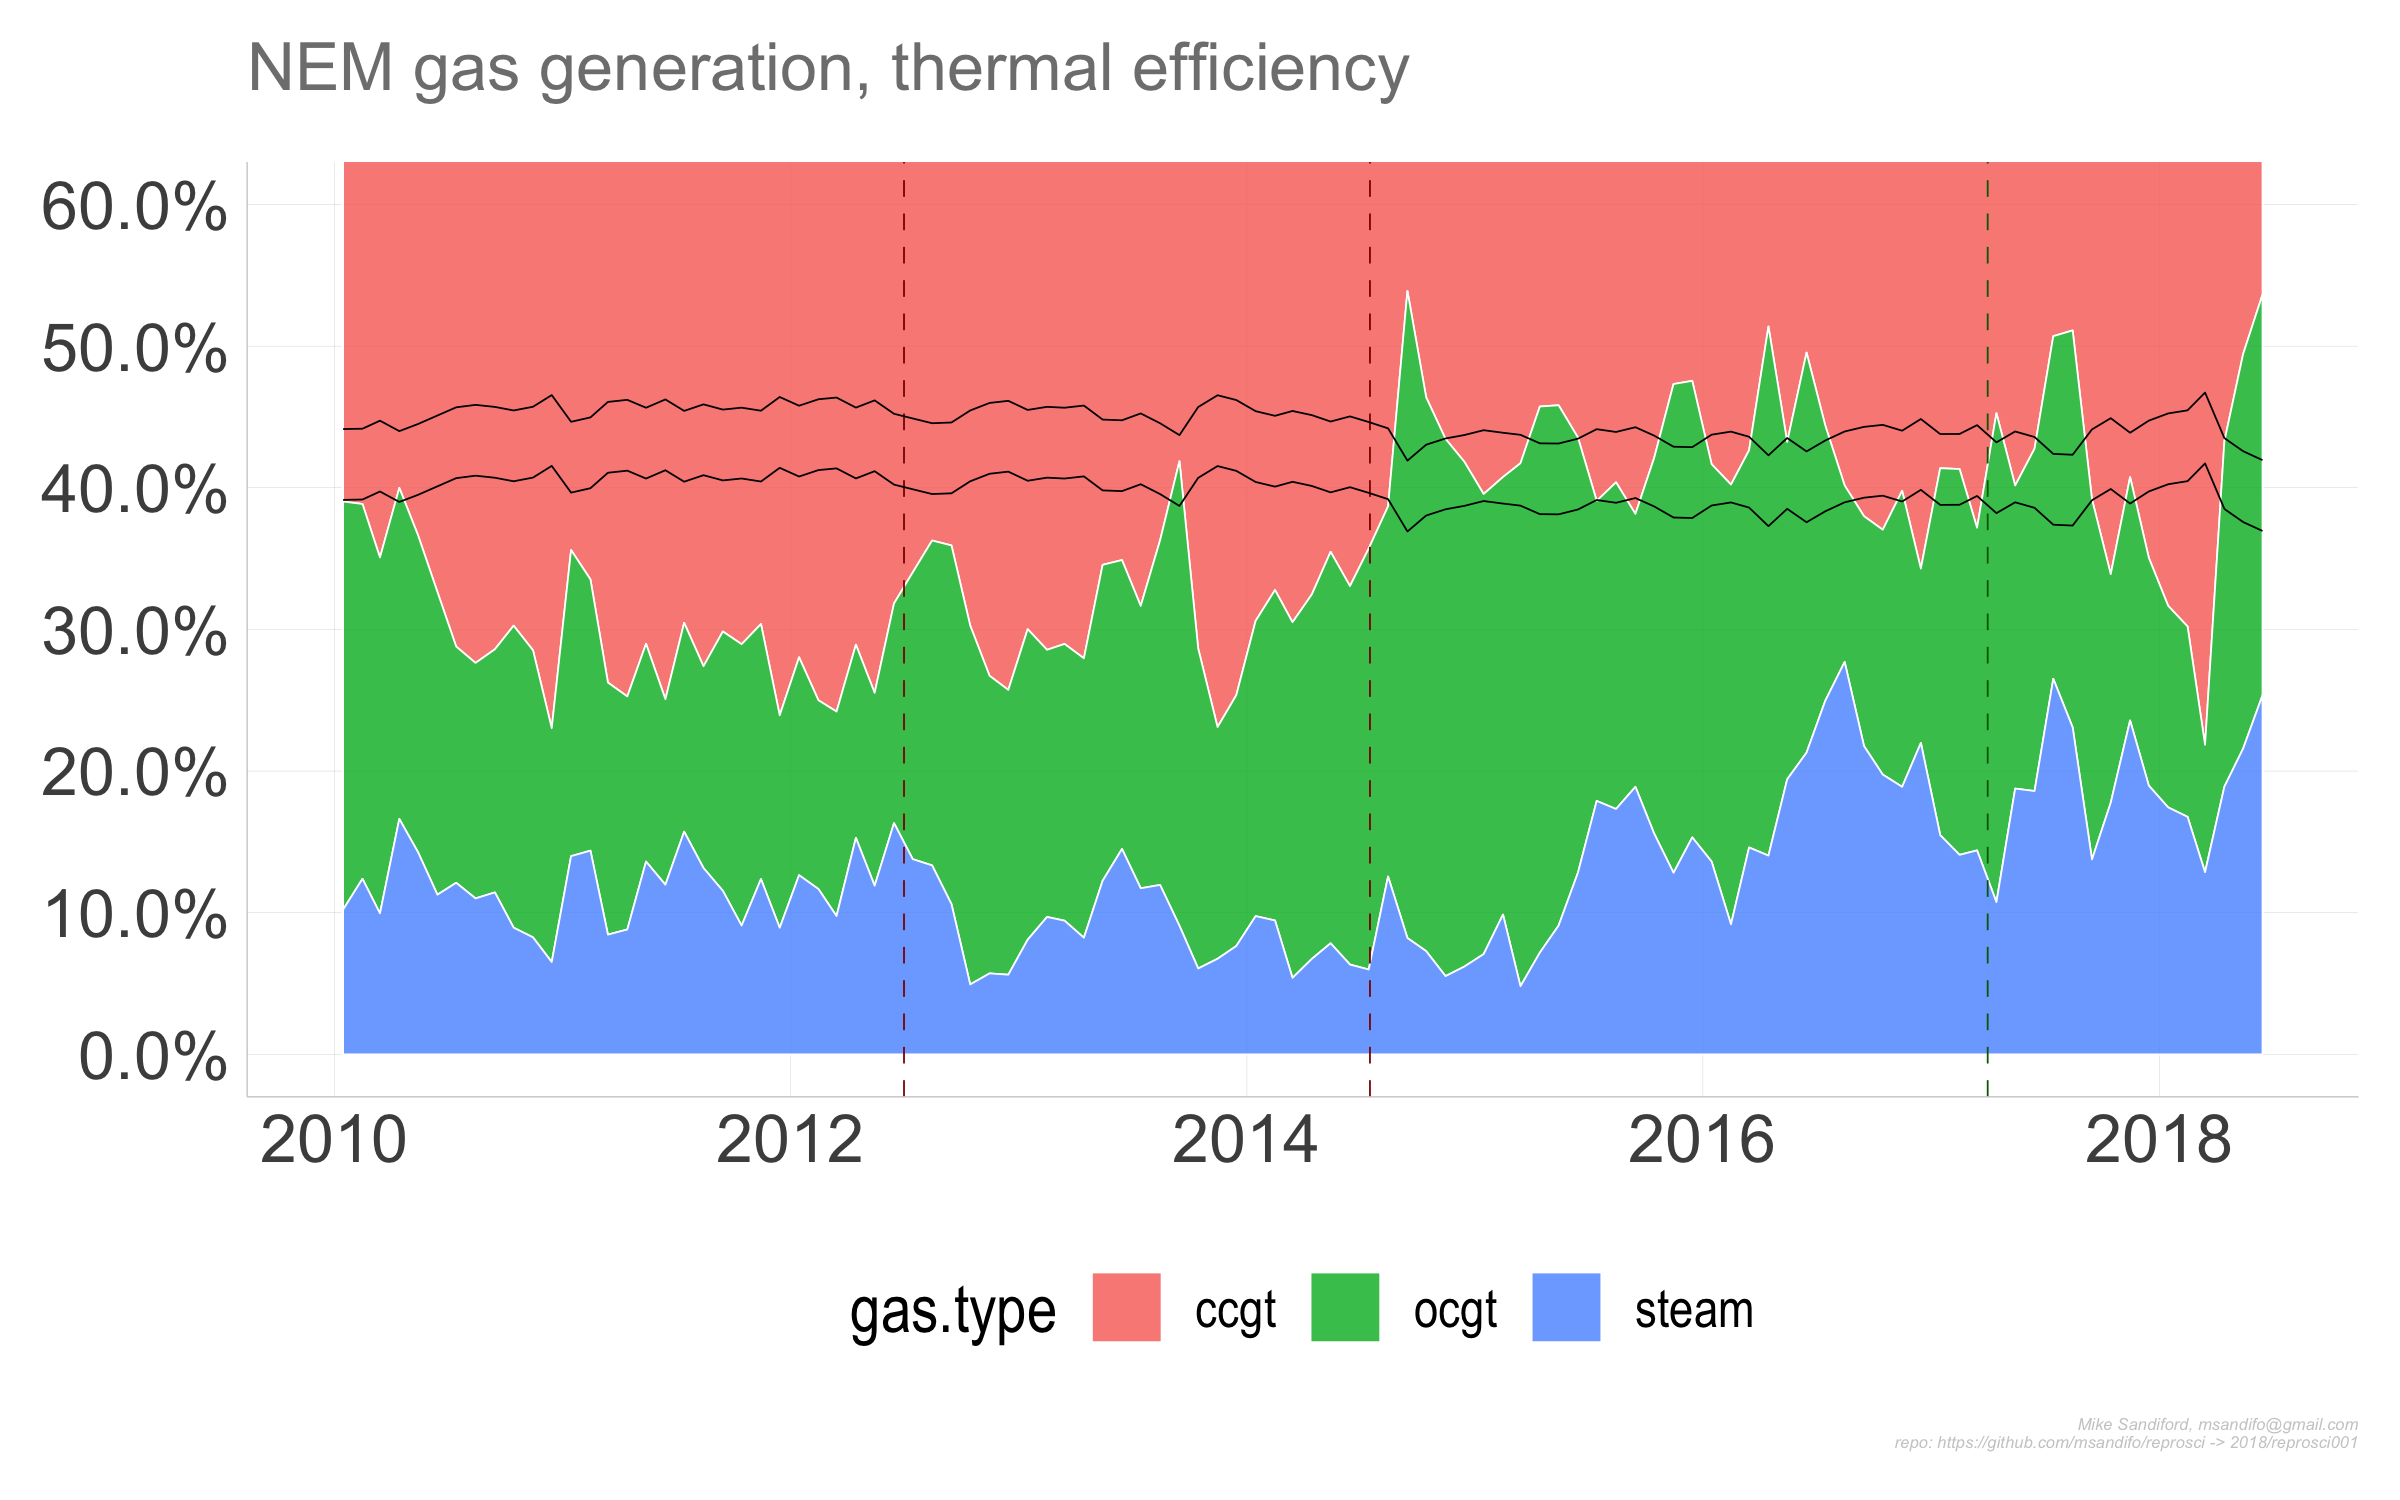 NEM gas generation, thermal efficiency
60.0%
50.0%
40.0%
30.0%
20.0%
10.0%
0.0%
2010 2012 2014 2016 2018
gas.type ccgt ocgt steam
Mike Sandiford, msandifo@gmail.com
repo: https://github.com/msandifo/reprosci -> 2018/reprosci001